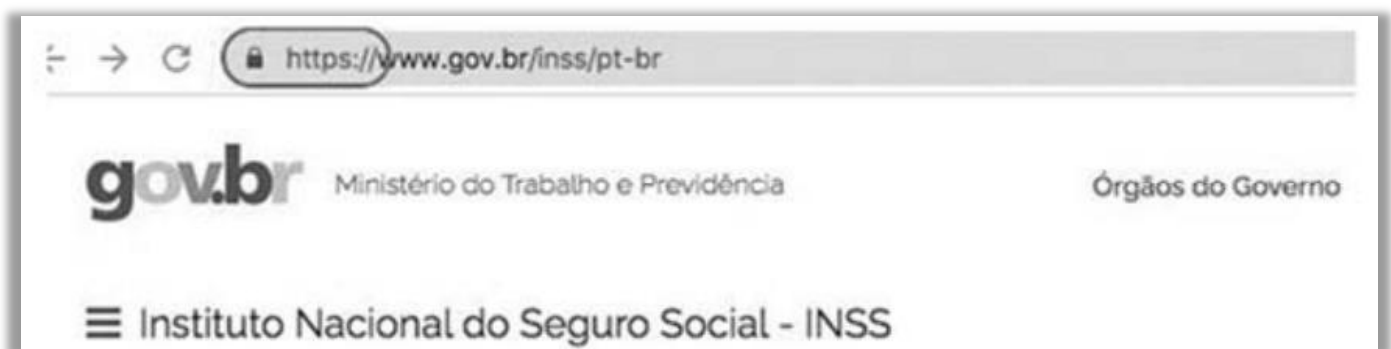 https://www.gov.br/inss/pt-br
gov.br Ministério do Trabalho e Previdência Órgãos do Governo
Instituto Nacional do Seguro Social - INSS